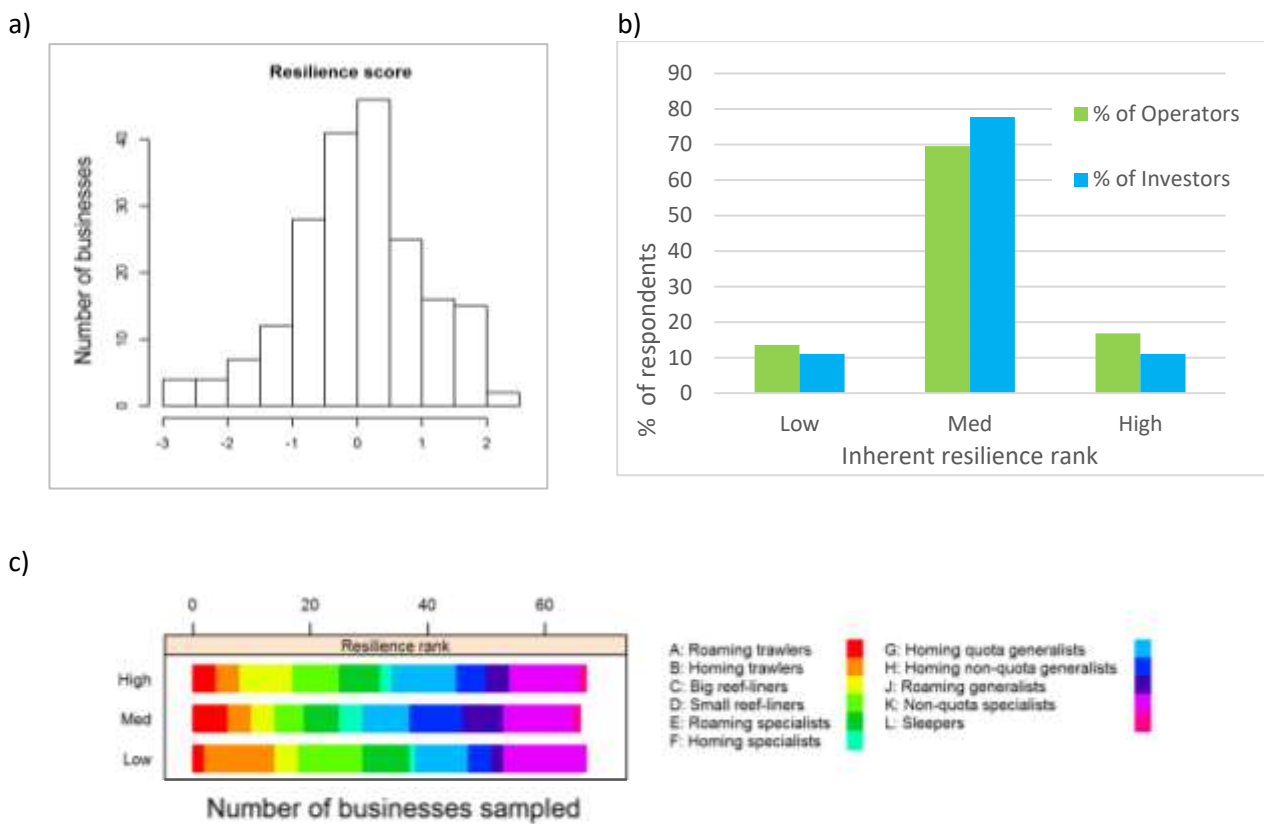 a)
Resilience score
Number of businesses
0 10 20 30 40
-3 -2 -1 0 1 2
b)
90
80
70
60
50
40
30
20
10
0
% of respondents
% of Operators
% of Investors
Low Med High
Inherent resilience rank
c)
0 20 40 60
Resilience rank
High
Med
Low
Number of businesses sampled
A: Roaming trawlers
B: Homing trawlers
C: Big reef-liners
D: Small reef-liners
E: Roaming specialists
F: Homing specialists
G: Homing quota generalists
H: Homing non-quota generalists
J: Roaming generalists
K: Non-quota specialists
L: Sleepers